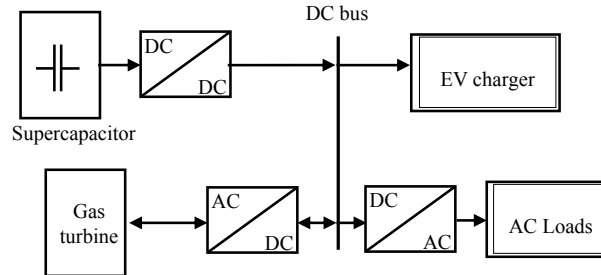 DC bus
DC
DC
EV charger
Supercapacitor
Gas
turbine
AC
DC
DC
AC
AC Loads